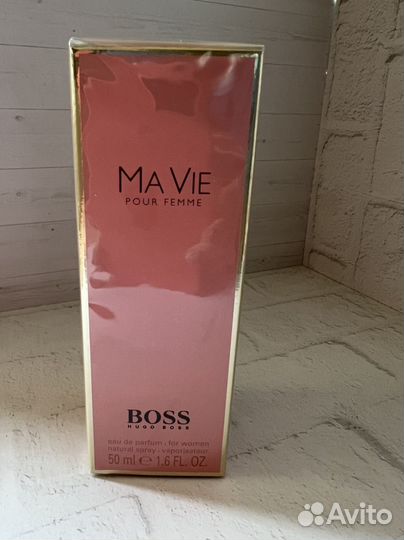 MA VIE
POUR FEMME
BOSS
HUGO BOSS
eau de parfum · for women
natural spray · vaporisateur
50 ml ℮ 1.6 FL. OZ.
Avito